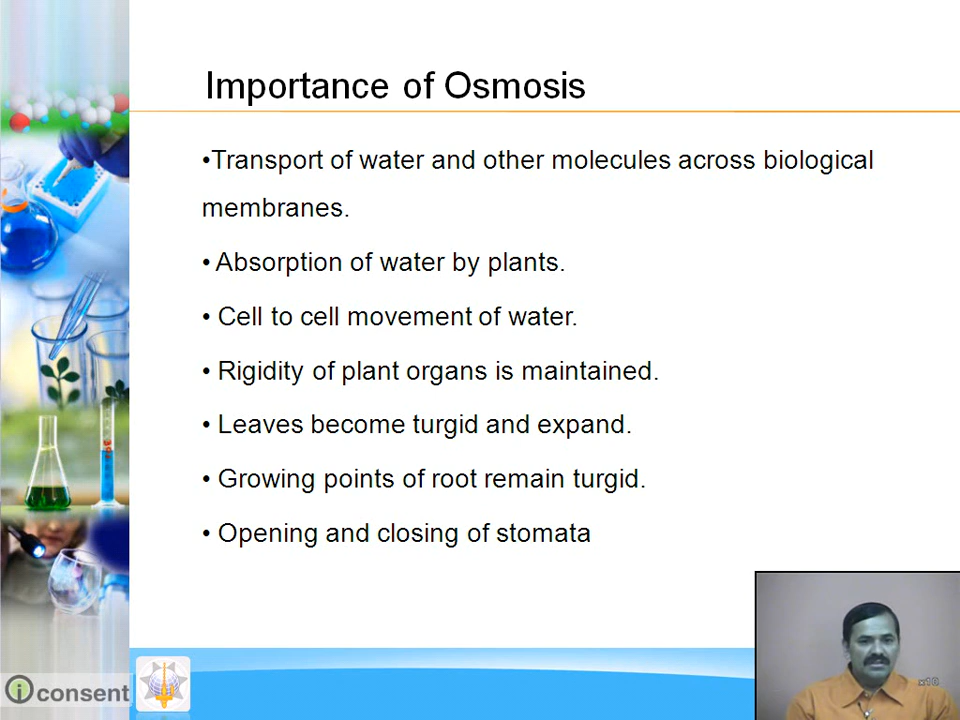 Importance of Osmosis
•Transport of water and other molecules across biological
membranes.
• Absorption of water by plants.
• Cell to cell movement of water.
• Rigidity of plant organs is maintained.
• Leaves become turgid and expand.
• Growing points of root remain turgid.
• Opening and closing of stomata
i consent
x10